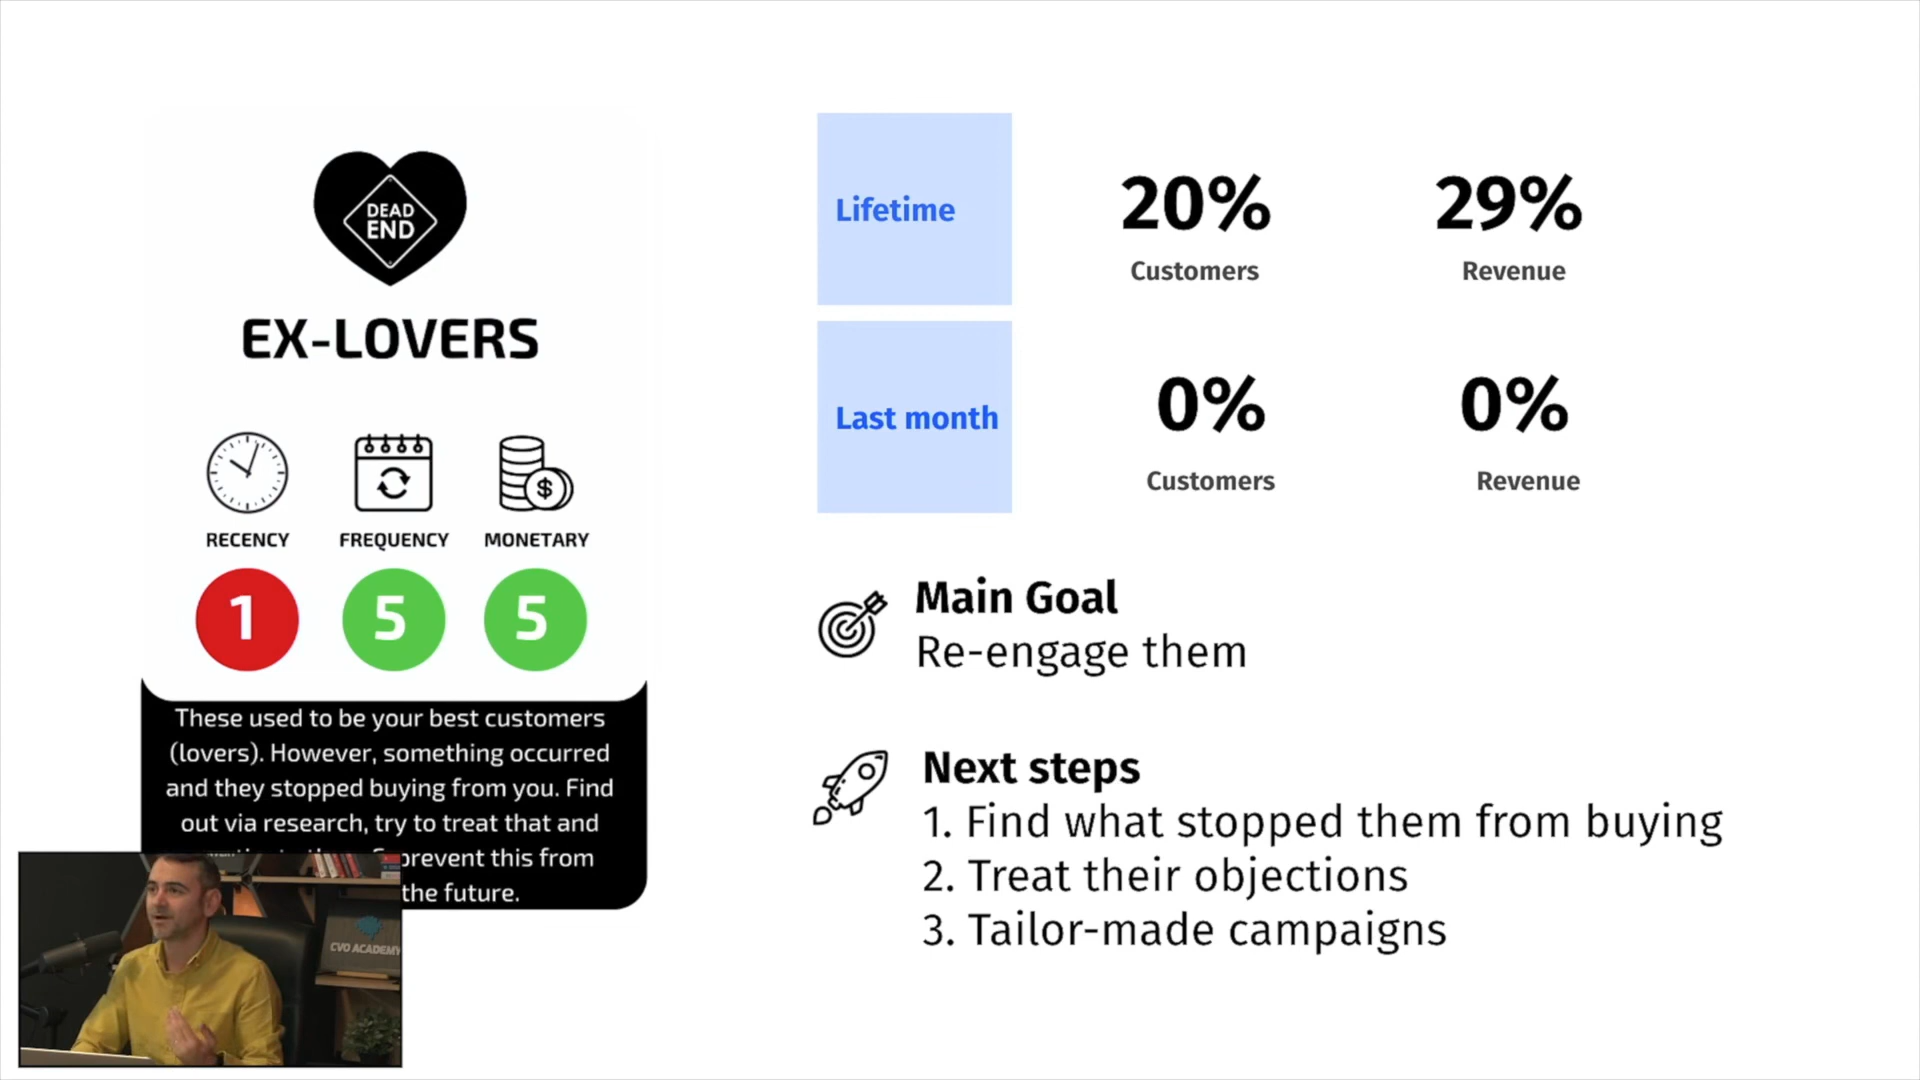 DEAD
END
EX-LOVERS
RECENCY
FREQUENCY
MONETARY
1
5
5
These used to be your best customers
(lovers). However, something occurred
and they stopped buying from you. Find
out via research, try to treat that and
prevent this from
the future.
CVO ACADEMY
Lifetime
20%
Customers
29%
Revenue
Last month
0%
Customers
0%
Revenue
Main Goal
Re-engage them
Next steps
1. Find what stopped them from buying
2. Treat their objections
3. Tailor-made campaigns